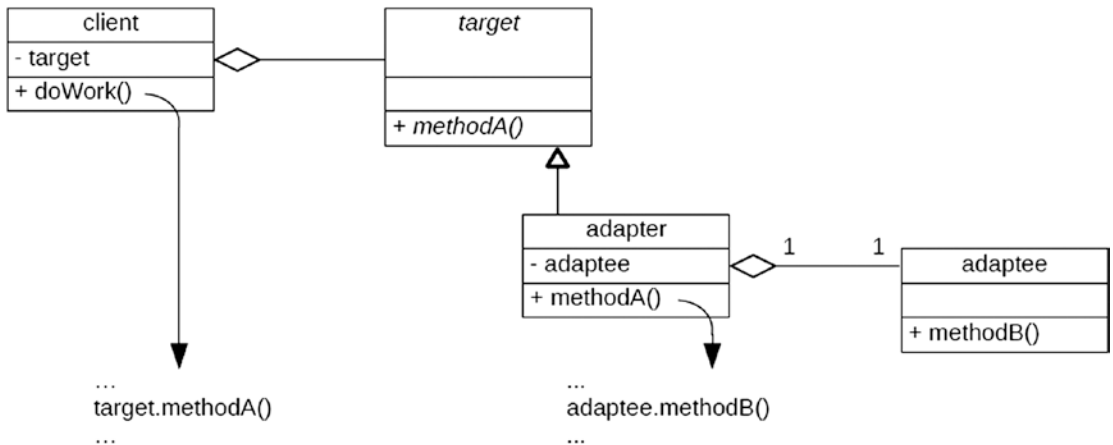 client
- target
+ doWork()
target
+ methodA()
adapter
- adaptee
+ methodA()
1
1
adaptee
+ methodB()
...
target.methodA()
...
...
adaptee.methodB()
...